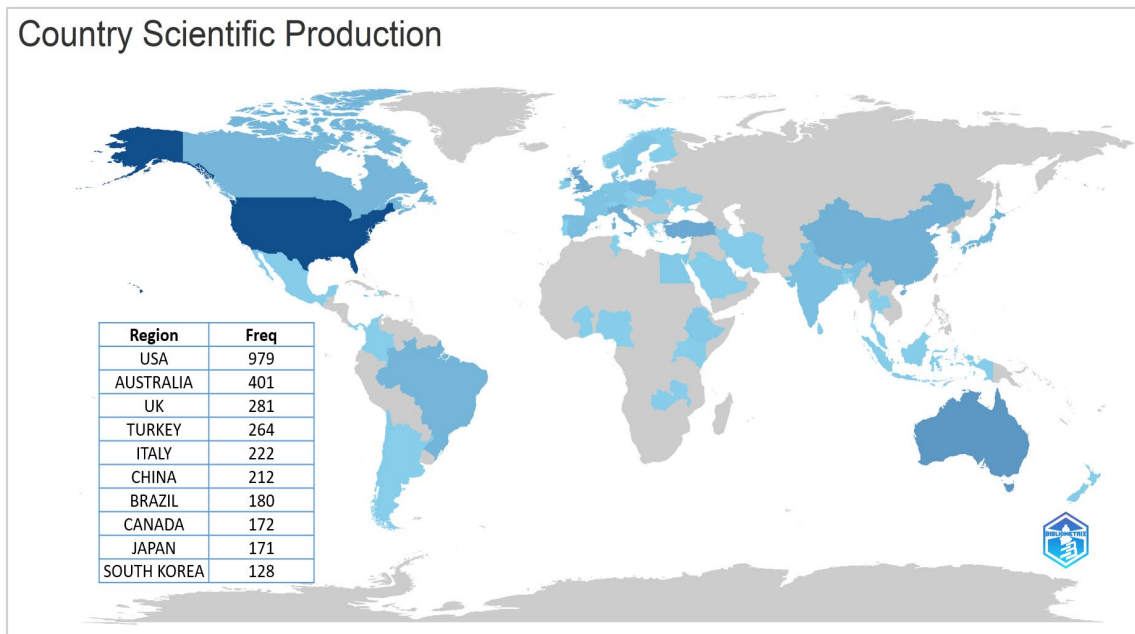 Country Scientific Production
Region Freq
USA 979
AUSTRALIA 401
UK 281
TURKEY 264
ITALY 222
CHINA 212
BRAZIL 180
CANADA 172
JAPAN 171
SOUTH KOREA 128
BIBLIOMETRIX